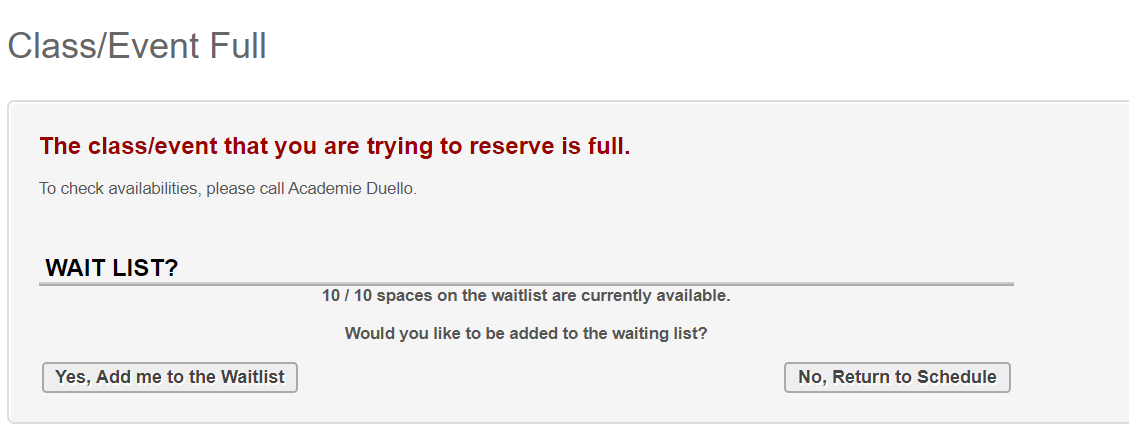 Class/Event Full
The class/event that you are trying to reserve is full.
To check availabilities, please call Academie Duello.
WAIT LIST?
10 / 10 spaces on the waitlist are currently available.
Would you like to be added to the waiting list?
Yes, Add me to the Waitlist
No, Return to Schedule